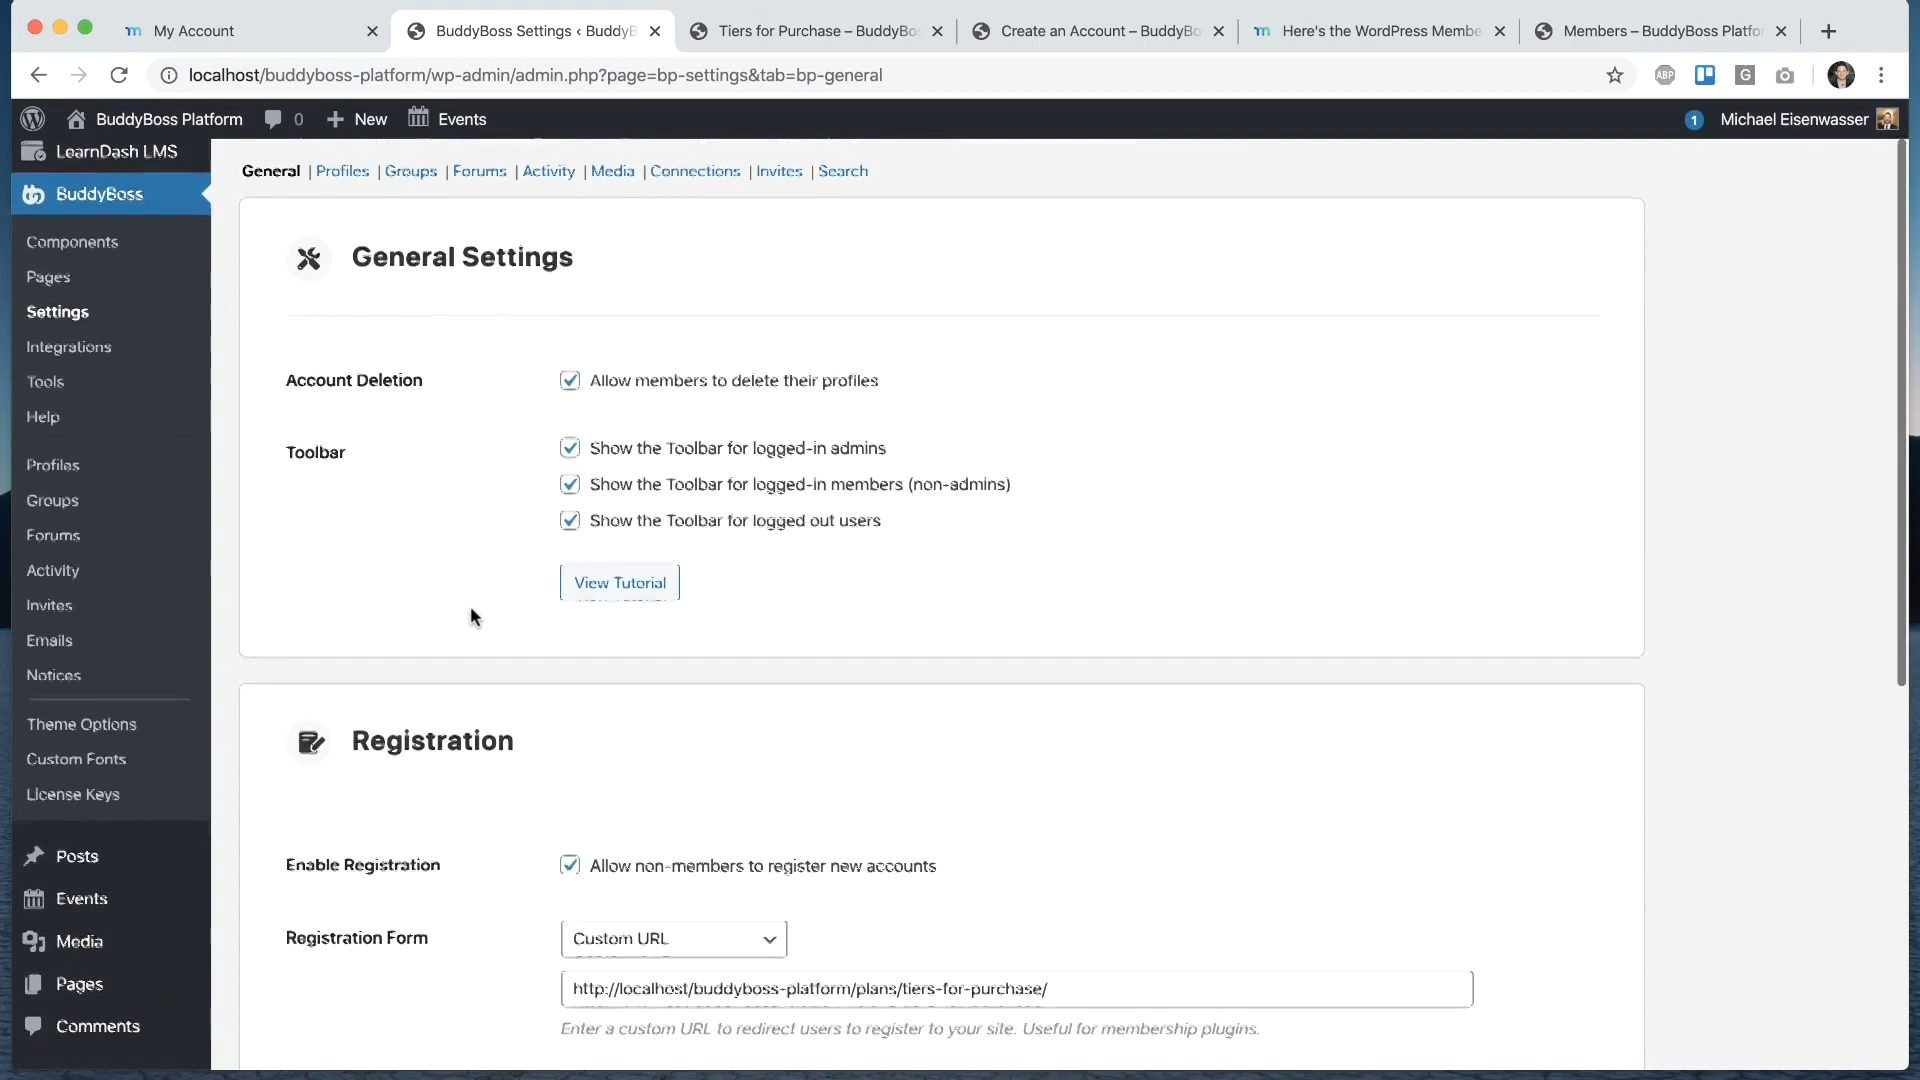 My Account
BuddyBoss Settings ‹ BuddyB
Tiers for Purchase – BuddyBos
Create an Account – BuddyBo
Here's the WordPress Membe
Members – BuddyBoss Platfor
localhost/buddyboss-platform/wp-admin/admin.php?page=bp-settings&tab=bp-general
ABP
G
BuddyBoss Platform
0
New
Events
1
Michael Eisenwasser
LearnDash LMS
BuddyBoss
Components
Pages
Settings
Integrations
Tools
Help
Profiles
Groups
Forums
Activity
Invites
Emails
Notices
Theme Options
Custom Fonts
License Keys
Posts
Events
Media
Pages
Comments
General | Profiles | Groups | Forums | Activity | Media | Connections | Invites | Search
General Settings
Account Deletion
Allow members to delete their profiles
Toolbar
Show the Toolbar for logged-in admins
Show the Toolbar for logged-in members (non-admins)
Show the Toolbar for logged out users
View Tutorial
Registration
Enable Registration
Allow non-members to register new accounts
Registration Form
Custom URL
http://localhost/buddyboss-platform/plans/tiers-for-purchase/
Enter a custom URL to redirect users to register to your site. Useful for membership plugins.